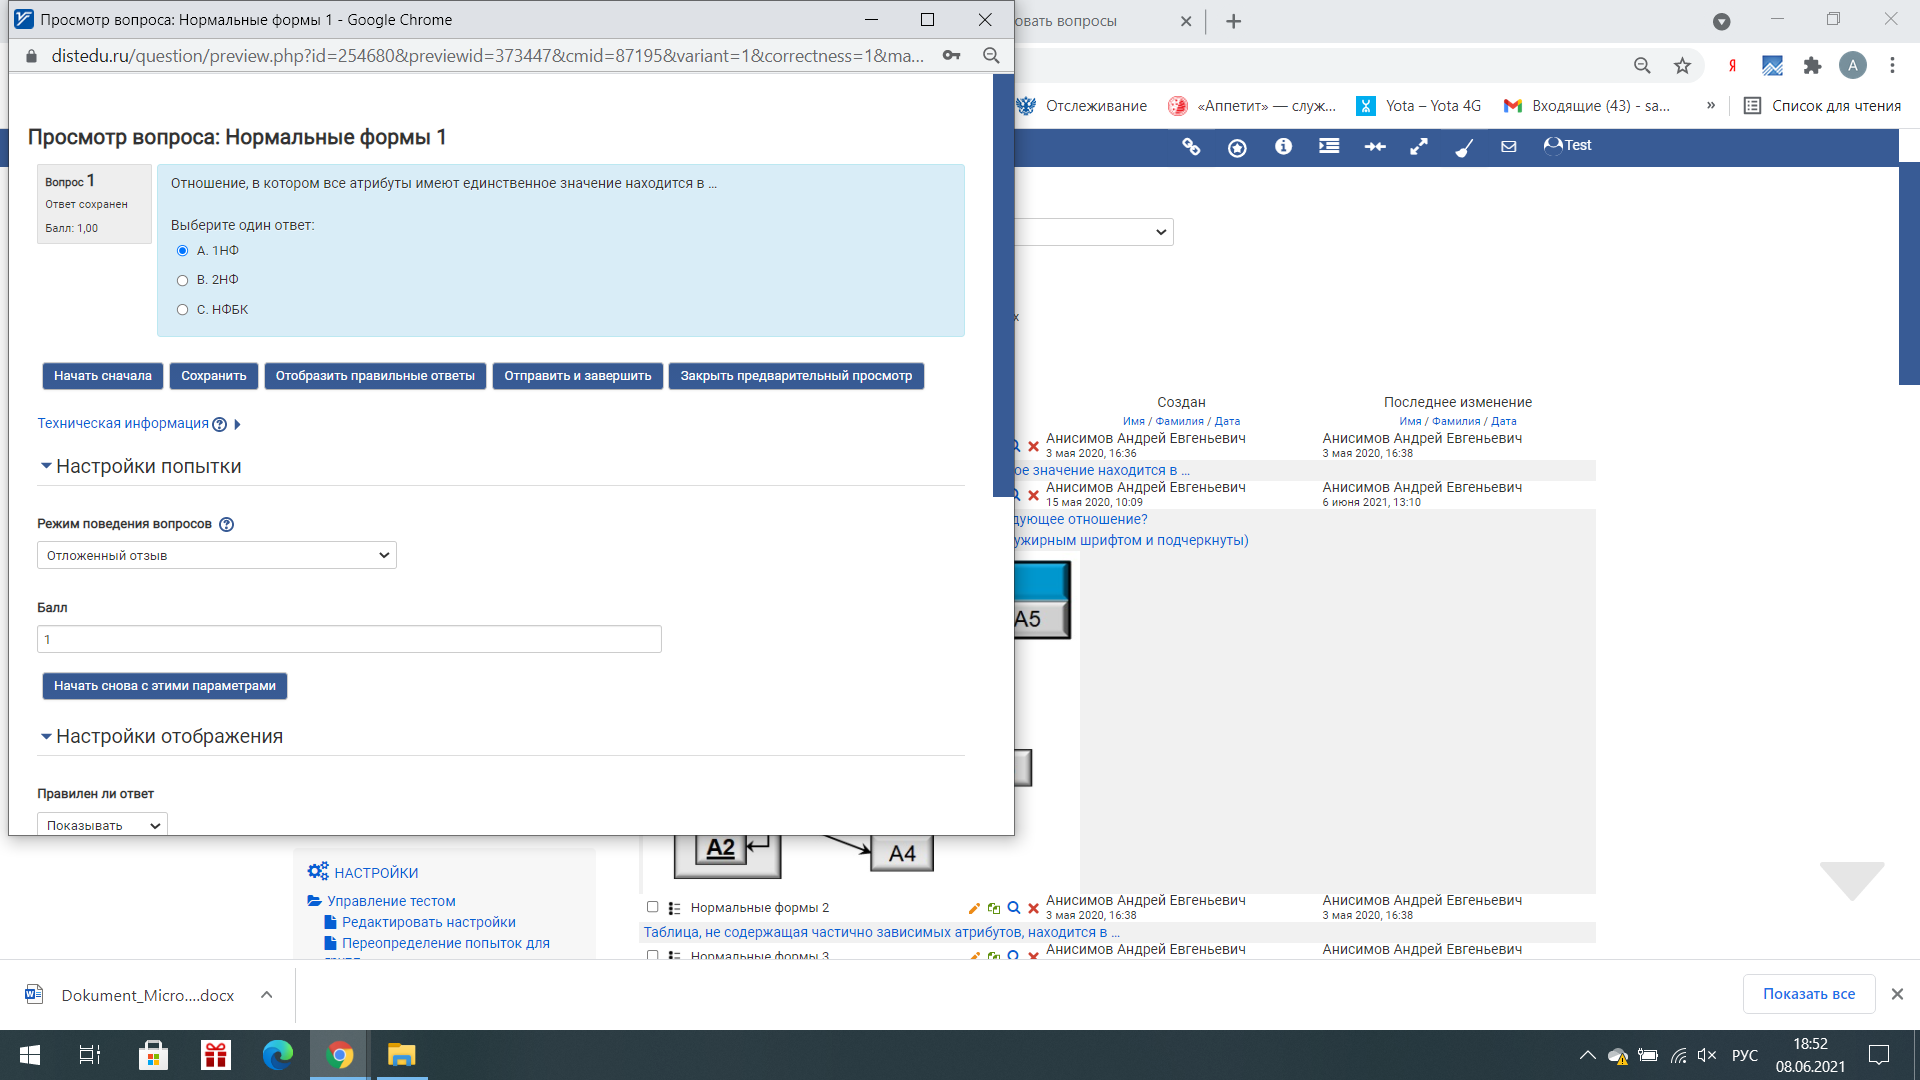 Просмотр вопроса: Нормальные формы 1 - Google Chrome
овать вопросы
distedu.ru/question/preview.php?id=254680&previewid=373447&cmid=87195&variant=1&correctness=1&ma...
Я
A
Отслеживание
«Аппетит» — служ...
Yota – Yota 4G
Входящие (43) - sa...
»
Список для чтения
Test
Просмотр вопроса: Нормальные формы 1
Вопрос 1
Ответ сохранен
Балл: 1,00
Отношение, в котором все атрибуты имеют единственное значение находится в ...
Выберите один ответ:
A. 1НФ
B. 2НФ
C. НФБК
х
Начать сначала
Сохранить
Отобразить правильные ответы
Отправить и завершить
Закрыть предварительный просмотр
Техническая информация
Настройки попытки
Режим поведения вопросов
Отложенный отзыв
Балл
1
Начать снова с этими параметрами
Настройки отображения
Правилен ли ответ
Показывать
Создан
Последнее изменение
Имя / Фамилия / Дата
Имя / Фамилия / Дата
Анисимов Андрей Евгеньевич
3 мая 2020, 16:36
Анисимов Андрей Евгеньевич
3 мая 2020, 16:38
ое значение находится в ...
Анисимов Андрей Евгеньевич
15 мая 2020, 10:09
Анисимов Андрей Евгеньевич
6 июня 2021, 13:10
дующее отношение?
ужирным шрифтом и подчеркнуты)
A5
A2
A4
НАСТРОЙКИ
Управление тестом
Редактировать настройки
Переопределение попыток для
Нормальные формы 2
Анисимов Андрей Евгеньевич
3 мая 2020, 16:38
Анисимов Андрей Евгеньевич
3 мая 2020, 16:38
Таблица, не содержащая частично зависимых атрибутов, находится в ...
Нормальные формы 3
Анисимов Андрей Евгеньевич
Анисимов Андрей Евгеньевич
Dokument_Micro....docx
Показать все
РУС
18:52
08.06.2021